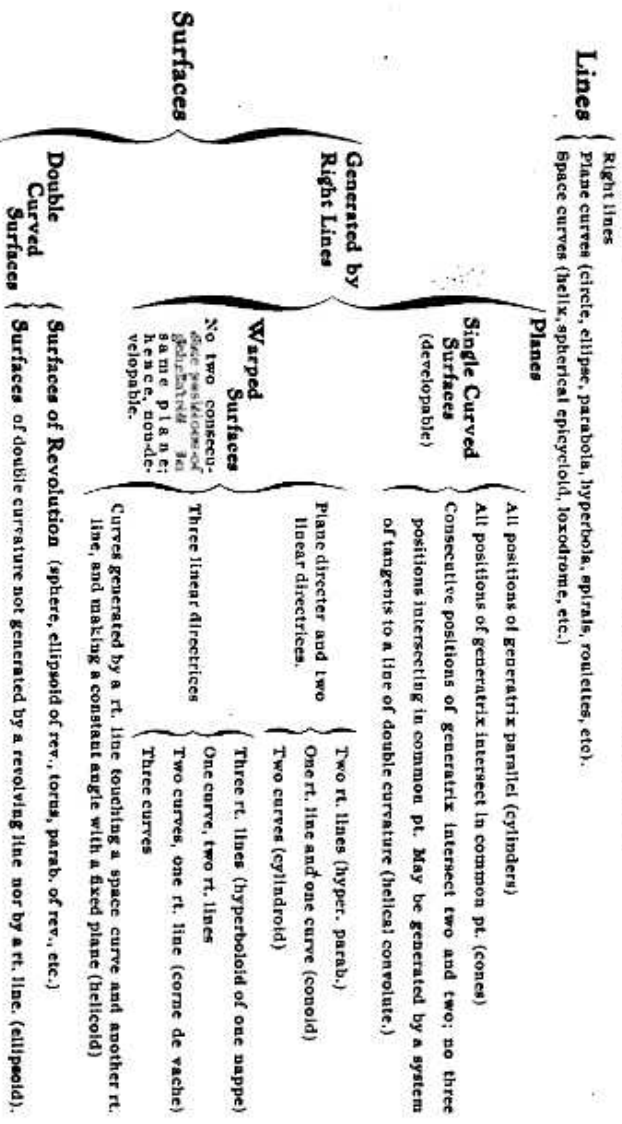 Lines
Right lines
Plane curves (circle, ellipse, parabola, hyperbola, spirals, roulettes, etc).
Space curves (helix, spherical epicycloid, loxodrome, etc.)
Surfaces
Generated by
Right Lines
Planes
Single Curved
Surfaces
(developable)
All positions of generatrix parallel (cylinders)
All positions of generatrix intersect in common pt. (cones)
Consecutive positions of generatrix intersect two and two; no three
positions intersecting in common pt. May be generated by a system
of tangents to a line of double curvature (helical convolute.)
Warped
Surfaces
No two consecu-
tive positions of
generatrix in
same plane;
hence, non-de-
velopable.
Plane directer and two
linear directrices.
Two rt. lines (hyper. parab.)
One rt. line and one curve (conoid)
Two curves (cylindroid)
Three linear directrices
Three rt. lines (hyperboloid of one nappe)
One curve, two rt. lines
Two curves, one rt. line (corne de vache)
Three curves
Curves generated by a rt. line touching a space curve and another rt.
line, and making a constant angle with a fixed plane (helicoid)
Double
Curved
Surfaces
Surfaces of Revolution (sphere, ellipsoid of rev., torus, parab. of rev., etc.)
Surfaces of double curvature not generated by a revolving line nor by a rt. line. (ellipsoid).